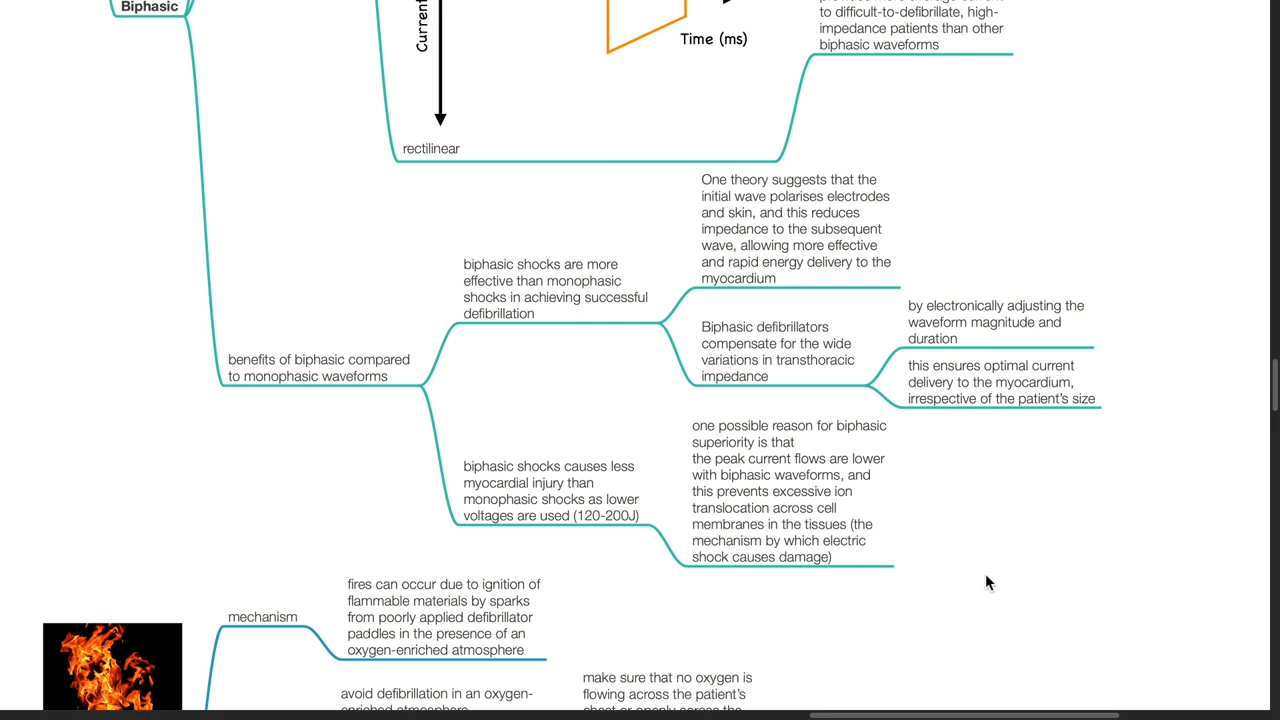 Biphasic
Current
Time (ms)
to difficult-to-defibrillate, high-
impedance patients than other
biphasic waveforms
rectilinear
One theory suggests that the
initial wave polarises electrodes
and skin, and this reduces
impedance to the subsequent
wave, allowing more effective
and rapid energy delivery to the
myocardium
biphasic shocks are more
effective than monophasic
shocks in achieving successful
defibrillation
by electronically adjusting the
waveform magnitude and
duration
Biphasic defibrillators
compensate for the wide
variations in transthoracic
impedance
this ensures optimal current
delivery to the myocardium,
irrespective of the patient's size
benefits of biphasic compared
to monophasic waveforms
one possible reason for biphasic
superiority is that
the peak current flows are lower
with biphasic waveforms, and
this prevents excessive ion
translocation across cell
membranes in the tissues (the
mechanism by which electric
shock causes damage)
biphasic shocks causes less
myocardial injury than
monophasic shocks as lower
voltages are used (120-200J)
fires can occur due to ignition of
flammable materials by sparks
from poorly applied defibrillator
paddles in the presence of an
oxygen-enriched atmosphere
mechanism
make sure that no oxygen is
flowing across the patient's
avoid defibrillation in an oxygen-
enriched atmosphere
chest or openly across the